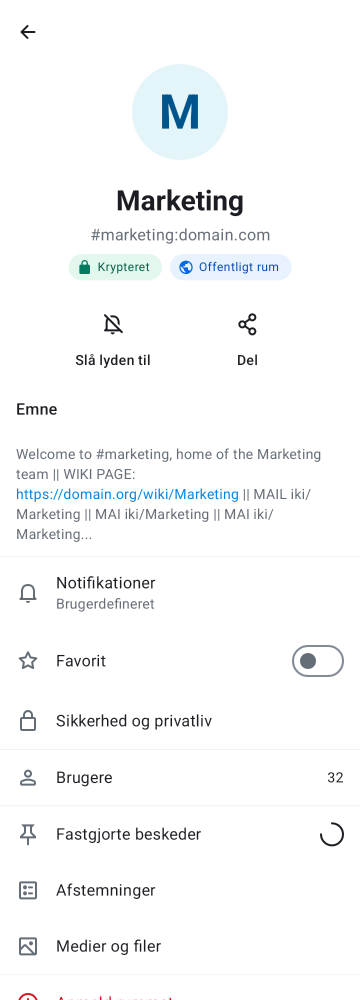 M
Marketing
#marketing:domain.com
Krypteret
Offentligt rum
Slå lyden til
Del
Emne
Welcome to #marketing, home of the Marketing
team || WIKI PAGE:
https://domain.org/wiki/Marketing || MAIL iki/
Marketing || MAI iki/Marketing || MAI iki/
Marketing...
Notifikationer
Brugerdefineret
Favorit
Sikkerhed og privatliv
Brugere 32
Fastgjorte beskeder
Afstemninger
Medier og filer